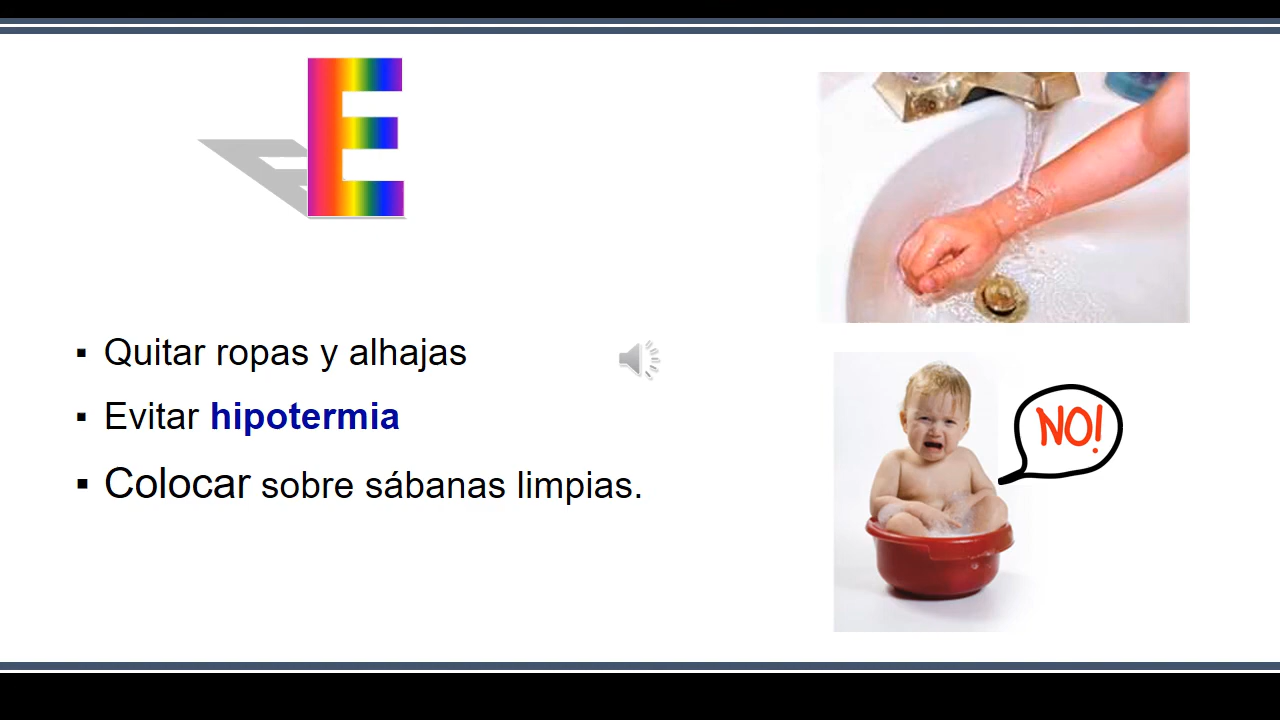 E
▪ Quitar ropas y alhajas
▪ Evitar hipotermia
▪ Colocar sobre sábanas limpias.
NO!